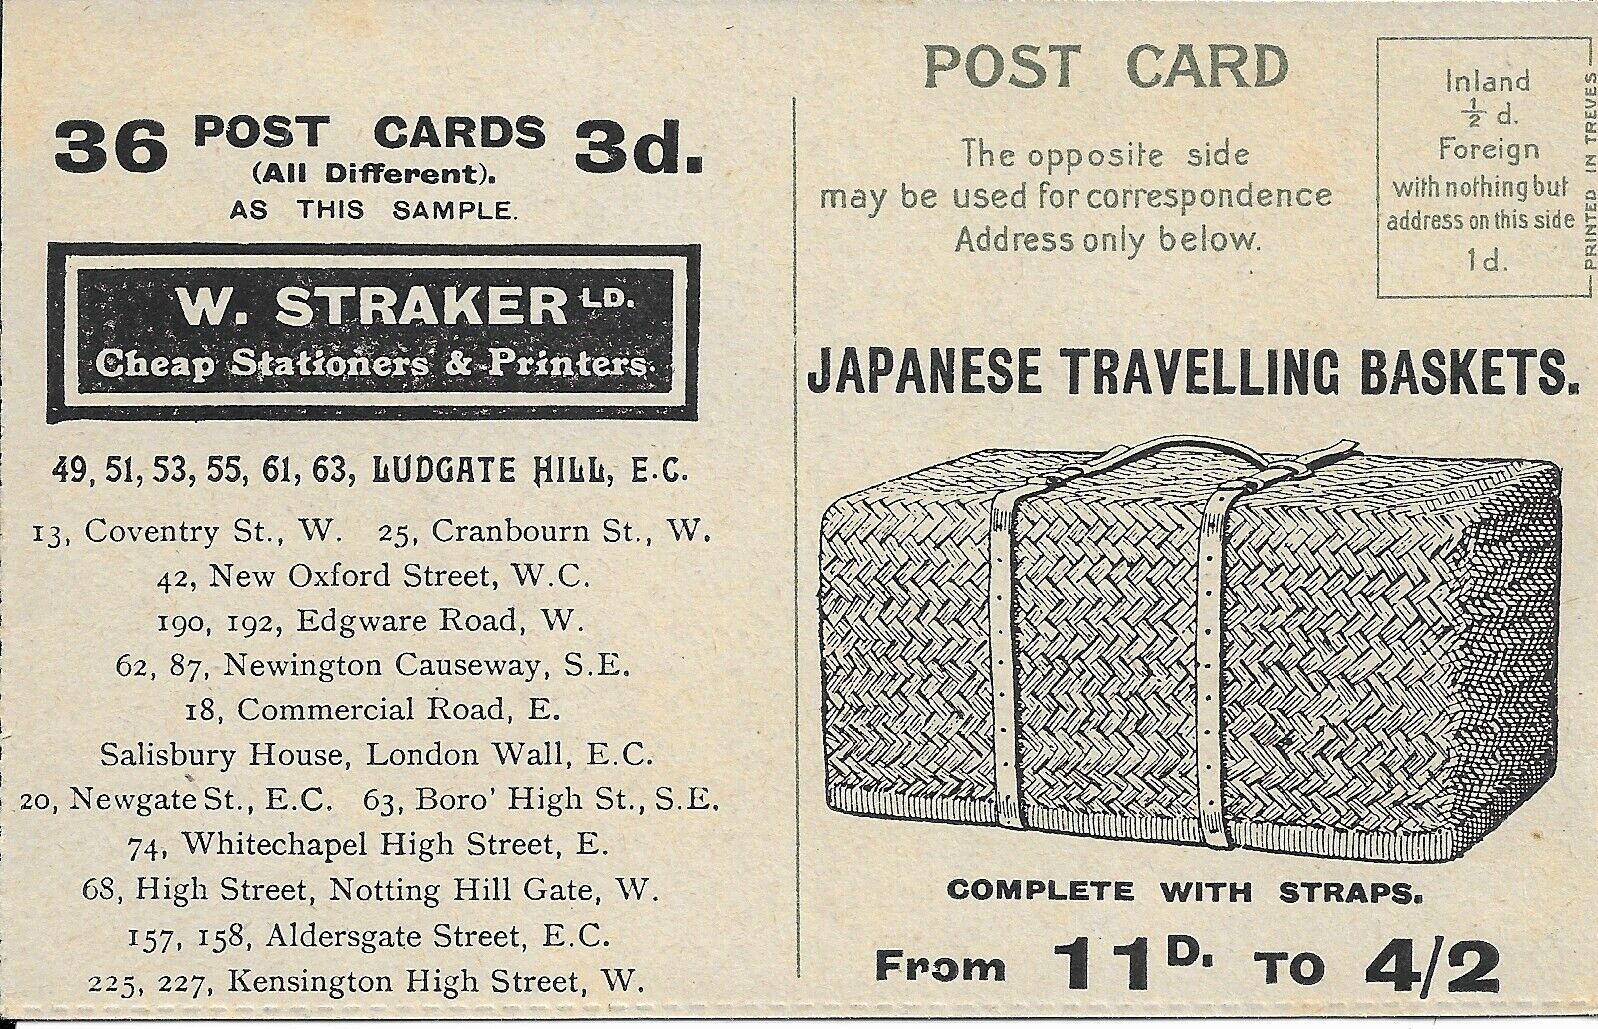 36 POST CARDS 3d.
(All Different).
AS THIS SAMPLE.
W. STRAKER LD.
Cheap Stationers & Printers.
49, 51, 53, 55, 61, 63, LUDGATE HILL, E.C.
13, Coventry St., W. 25, Cranbourn St., W.
42, New Oxford Street, W.C.
190, 192, Edgware Road, W.
62, 87, Newington Causeway, S.E.
18, Commercial Road, E.
Salisbury House, London Wall, E.C.
20, Newgate St., E.C. 63, Boro' High St., S.E.
74, Whitechapel High Street, E.
68, High Street, Notting Hill Gate, W.
157, 158, Aldersgate Street, E.C.
225, 227, Kensington High Street, W.
POST CARD
The opposite side
may be used for correspondence
Address only below.
Inland
½ d.
Foreign
with nothing but
address on this side
1d.
PRINTED IN TREVES
JAPANESE TRAVELLING BASKETS.
COMPLETE WITH STRAPS.
From 11D. TO 4/2